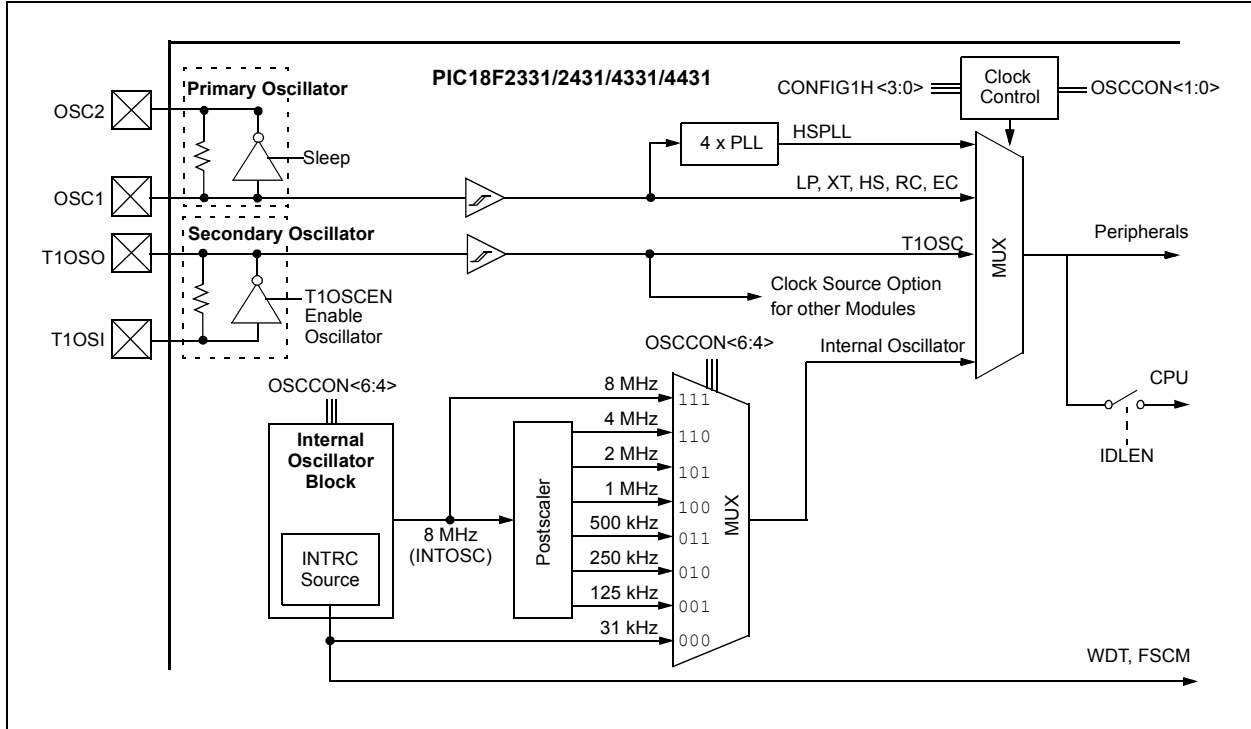 PIC18F2331/2431/4331/4431
Primary Oscillator
OSC2
Sleep
OSC1
Secondary Oscillator
T1OSO
T1OSCEN
Enable
Oscillator
T1OSI
4 x PLL
HSPLL
LP, XT, HS, RC, EC
T1OSC
Clock Source Option
for other Modules
CONFIG1H <3:0>
Clock
Control
OSCCON<1:0>
MUX
Peripherals
Internal Oscillator
CPU
IDLEN
OSCCON<6:4>
Internal
Oscillator
Block
INTRC
Source
8 MHz
(INTOSC)
Postscaler
OSCCON<6:4>
8 MHz
111
4 MHz
110
2 MHz
101
1 MHz
100
500 kHz
011
250 kHz
010
125 kHz
001
31 kHz
000
MUX
WDT, FSCM